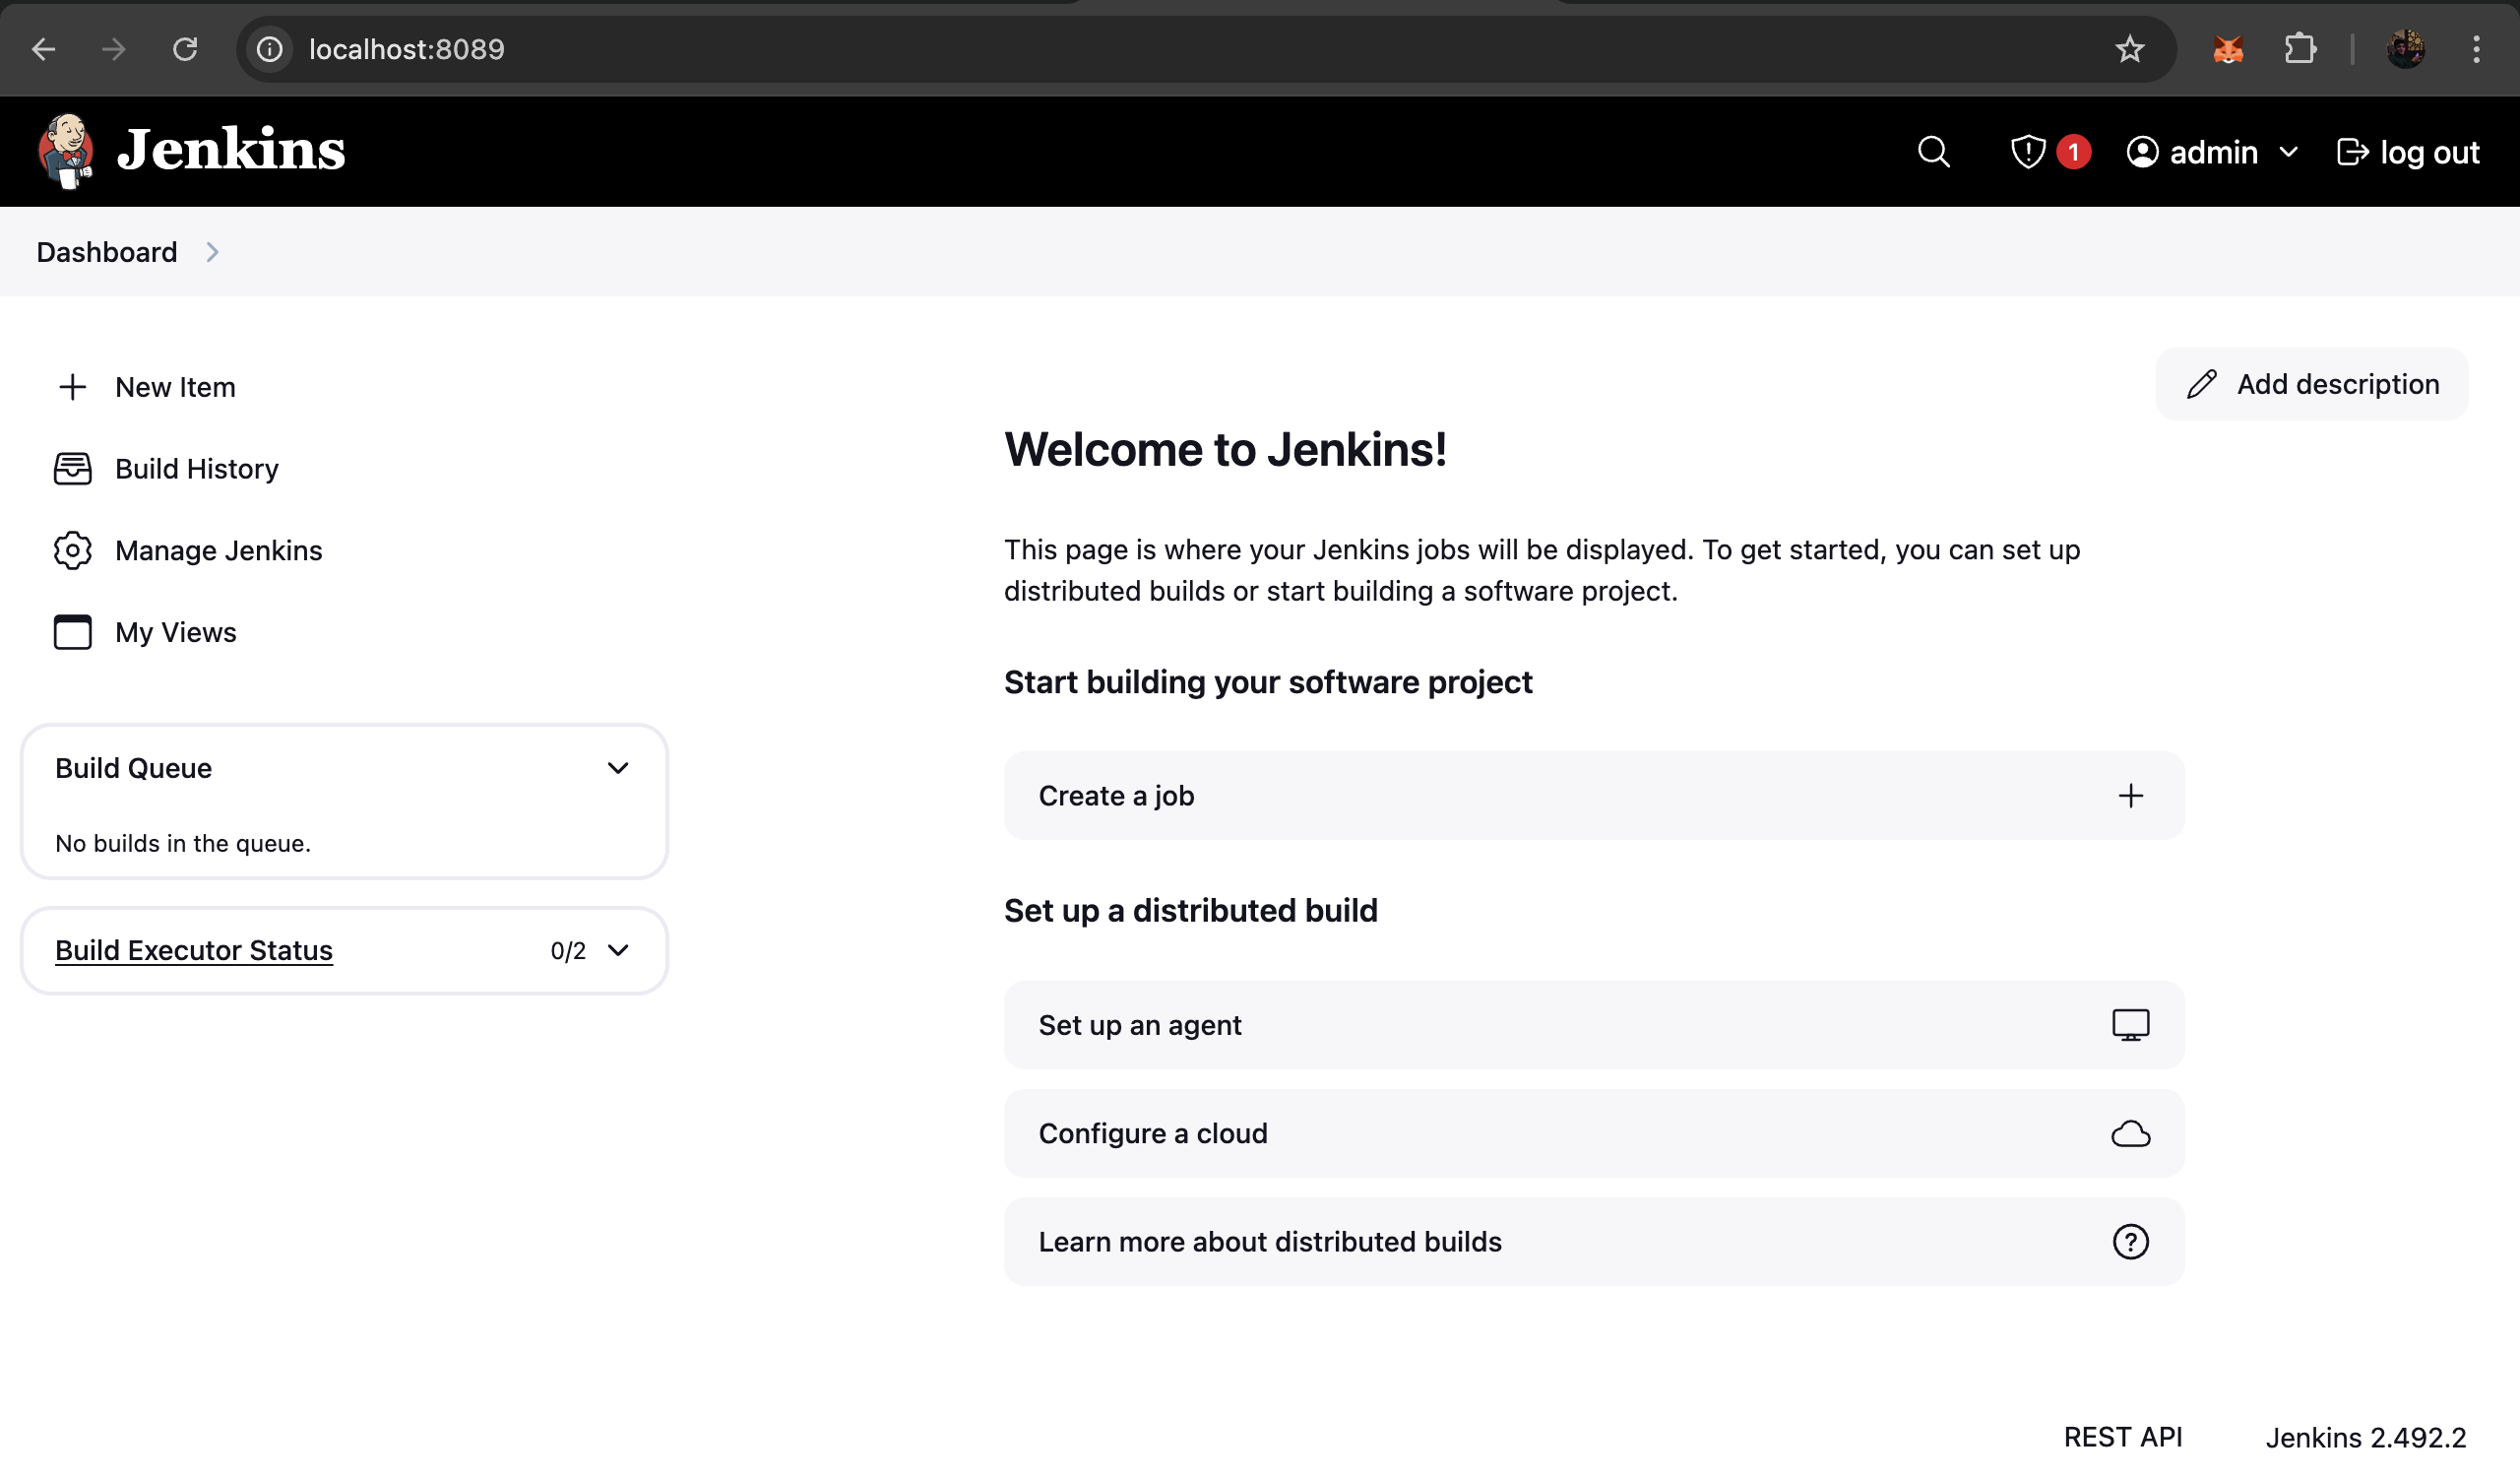 localhost:8089
Jenkins
1
admin
log out
Dashboard
New Item
Build History
Manage Jenkins
My Views
Build Queue
No builds in the queue.
Build Executor Status
0/2
Add description
Welcome to Jenkins!
This page is where your Jenkins jobs will be displayed. To get started, you can set up
distributed builds or start building a software project.
Start building your software project
Create a job
Set up a distributed build
Set up an agent
Configure a cloud
Learn more about distributed builds
REST API
Jenkins 2.492.2